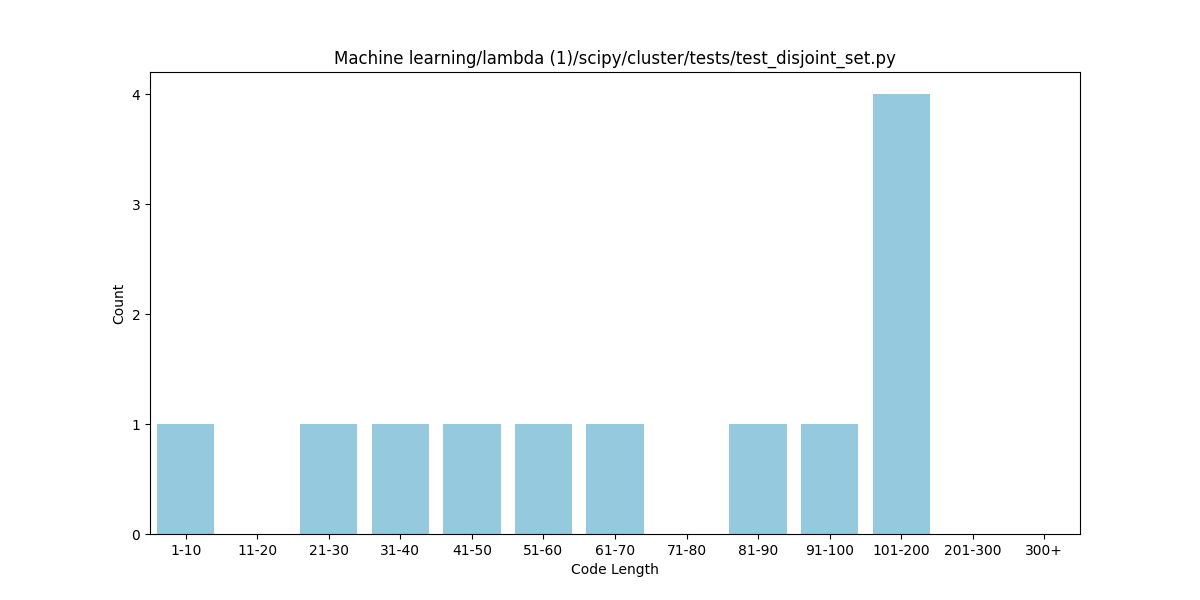 Machine learning/lambda (1)/scipy/cluster/tests/test_disjoint_set.py
4
3
2
1
0
Count
1-10 11-20 21-30 31-40 41-50 51-60 61-70 71-80 81-90 91-100 101-200 201-300 300+
Code Length